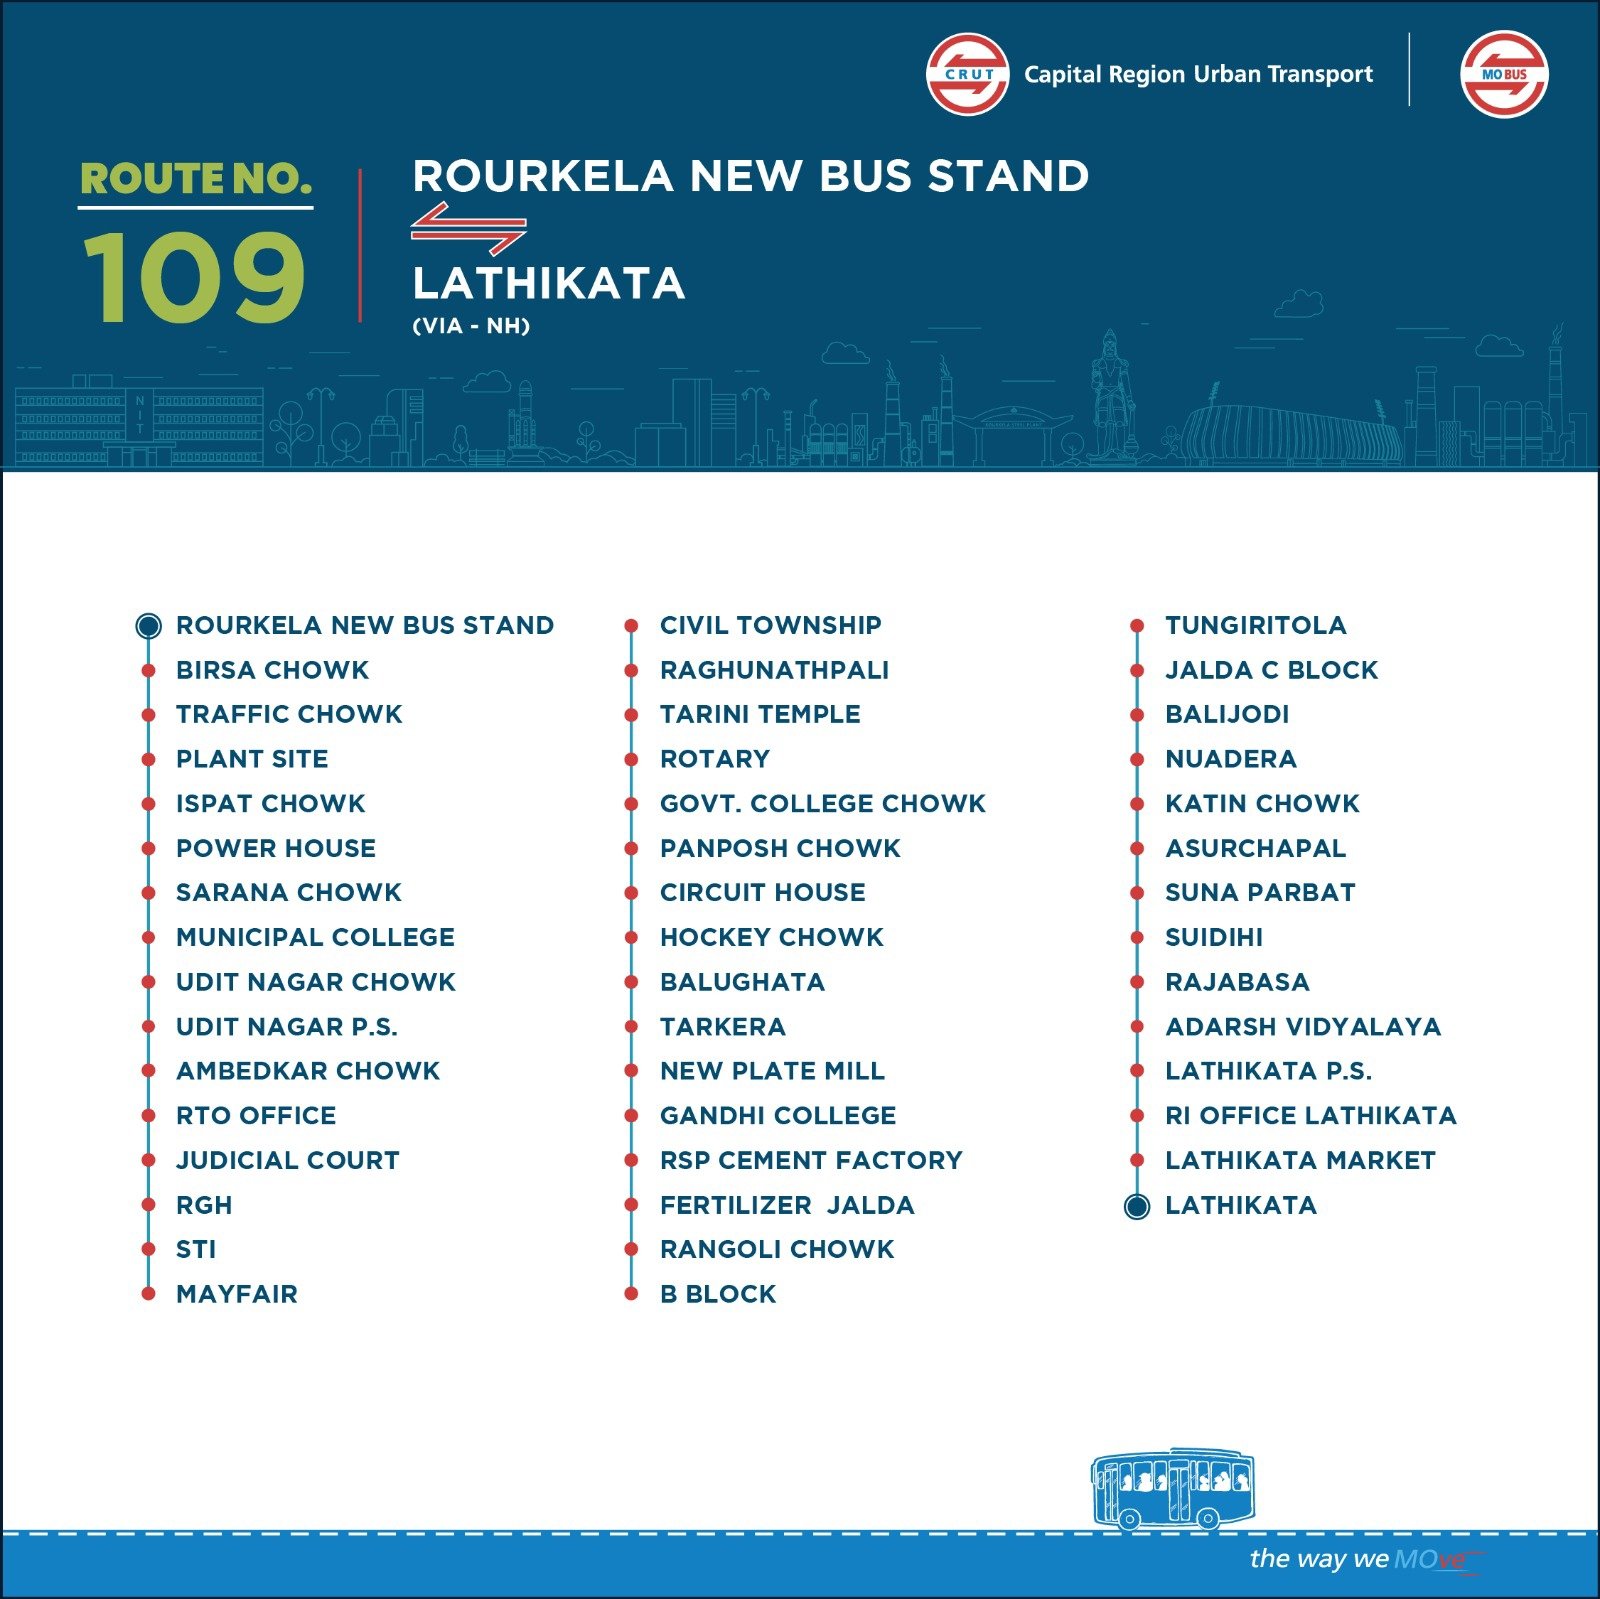 CRUT
Capital Region Urban Transport
MO BUS
ROUTE NO.
109
ROURKELA NEW BUS STAND
LATHIKATA
(VIA - NH)
NIT
ROURKELA STEEL PLANT
ROURKELA NEW BUS STAND
BIRSA CHOWK
TRAFFIC CHOWK
PLANT SITE
ISPAT CHOWK
POWER HOUSE
SARANA CHOWK
MUNICIPAL COLLEGE
UDIT NAGAR CHOWK
UDIT NAGAR P.S.
AMBEDKAR CHOWK
RTO OFFICE
JUDICIAL COURT
RGH
STI
MAYFAIR
CIVIL TOWNSHIP
RAGHUNATHPALI
TARINI TEMPLE
ROTARY
GOVT. COLLEGE CHOWK
PANPOSH CHOWK
CIRCUIT HOUSE
HOCKEY CHOWK
BALUGHATA
TARKERA
NEW PLATE MILL
GANDHI COLLEGE
RSP CEMENT FACTORY
FERTILIZER JALDA
RANGOLI CHOWK
B BLOCK
TUNGIRITOLA
JALDA C BLOCK
BALIJODI
NUADERA
KATIN CHOWK
ASURCHAPAL
SUNA PARBAT
SUIDIHI
RAJABASA
ADARSH VIDYALAYA
LATHIKATA P.S.
RI OFFICE LATHIKATA
LATHIKATA MARKET
LATHIKATA
the way we MOve